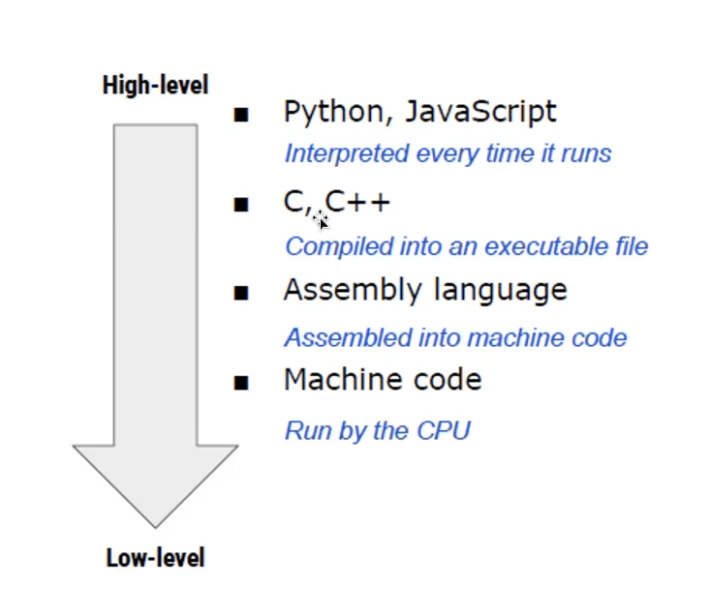 High-level
■ Python, JavaScript
Interpreted every time it runs
■ C, C++
Compiled into an executable file
■ Assembly language
Assembled into machine code
■ Machine code
Run by the CPU
Low-level